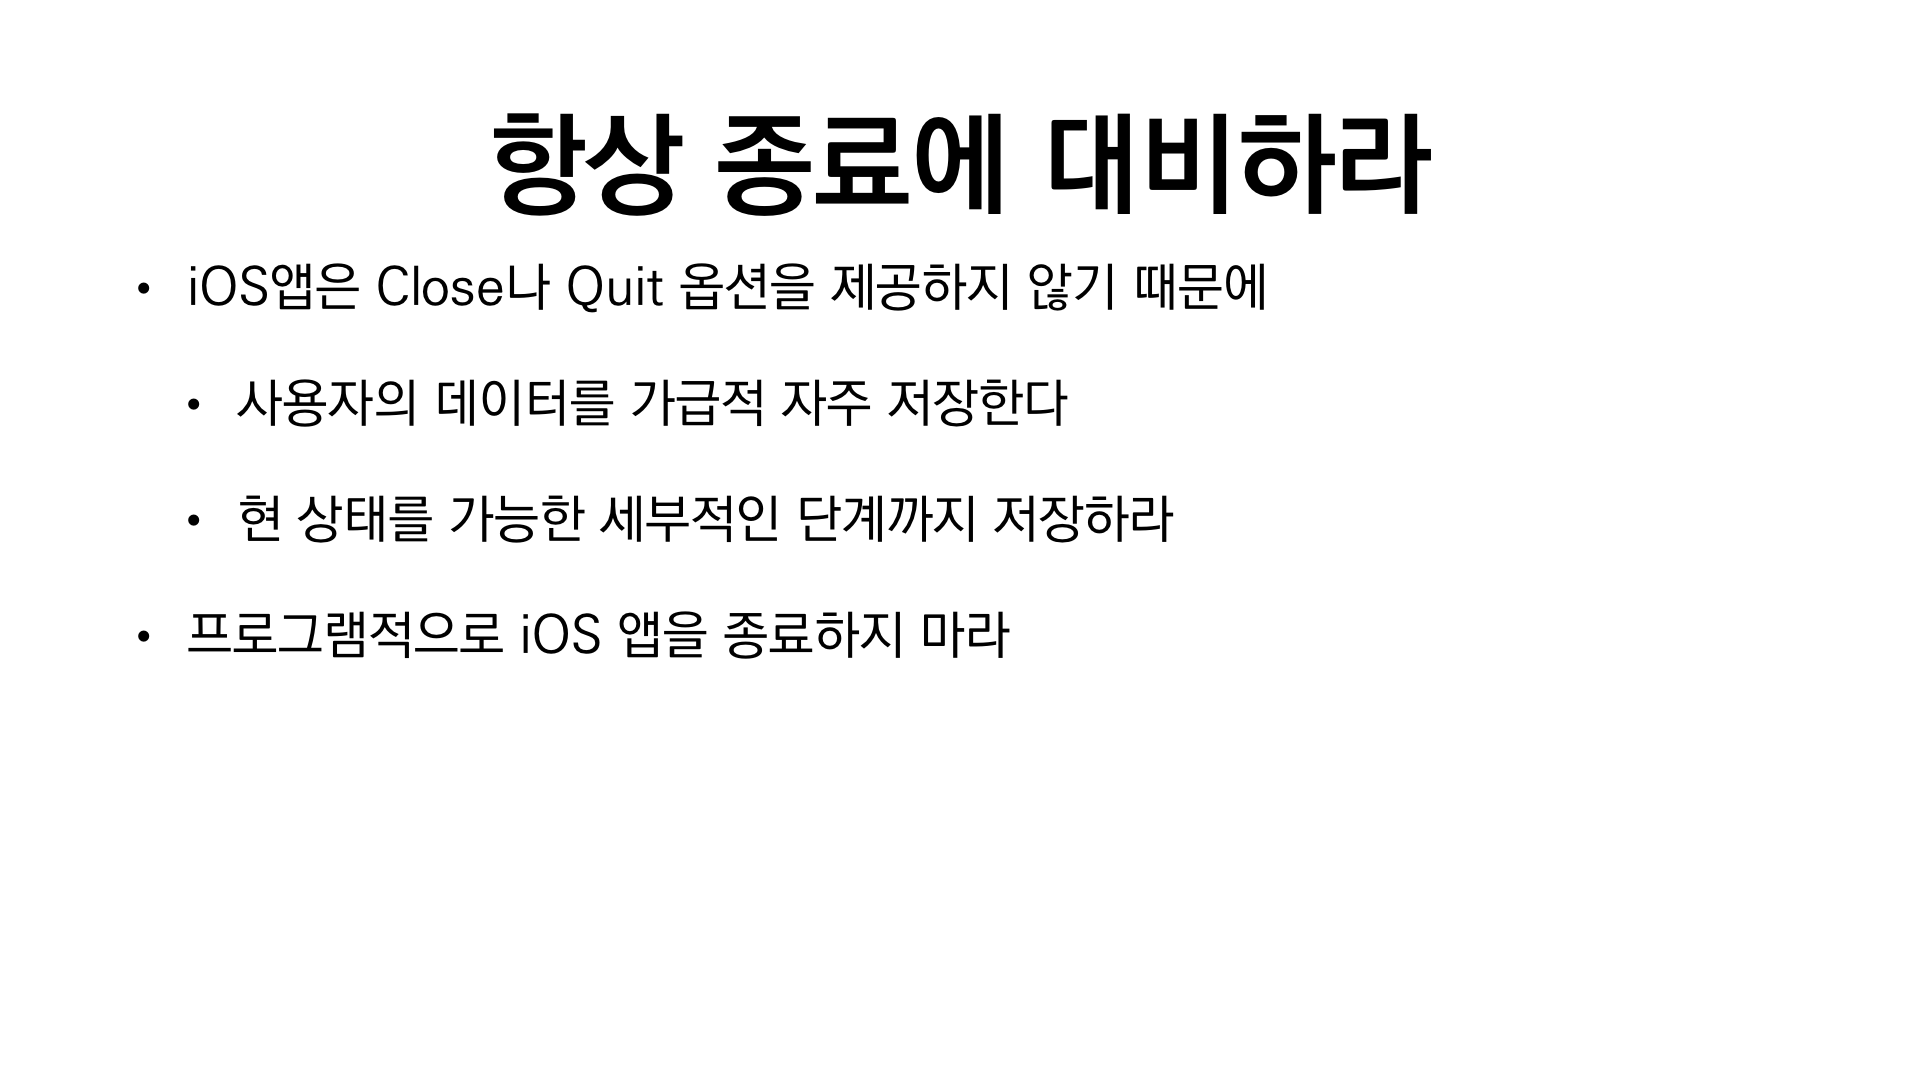 항상 종료에 대비하라
• iOS앱은 Close나 Quit 옵션을 제공하지 않기 때문에
• 사용자의 데이터를 가급적 자주 저장한다
• 현 상태를 가능한 세부적인 단계까지 저장하라
• 프로그램적으로 iOS 앱을 종료하지 마라